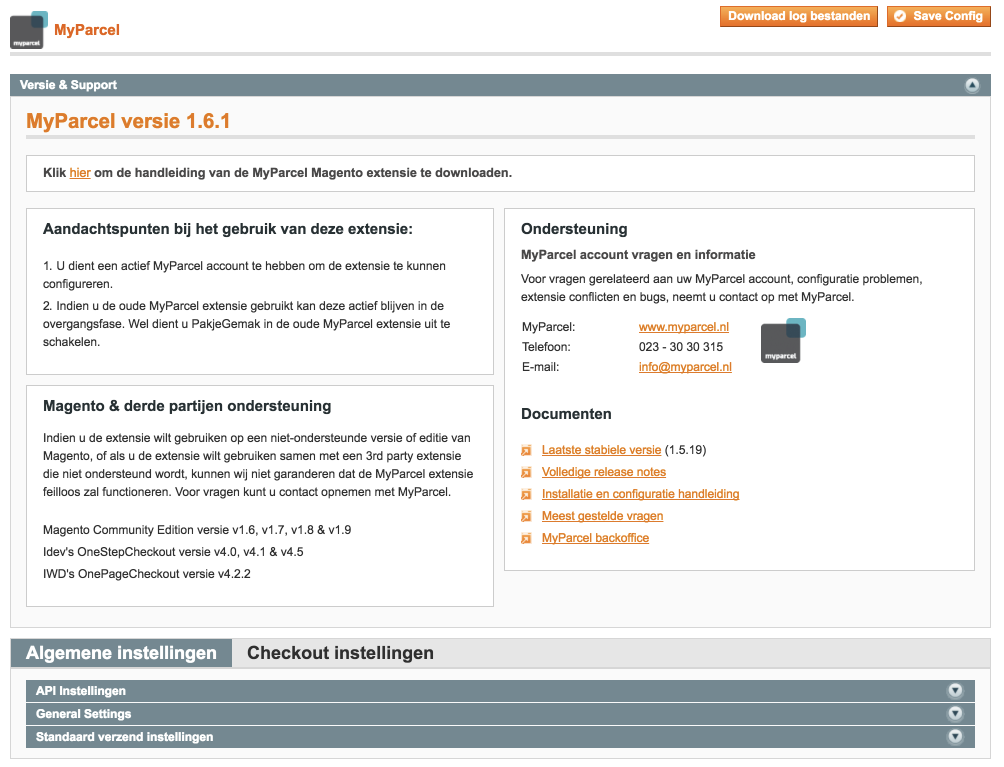 myparcel
MyParcel
Download log bestanden
Save Config
Versie & Support
MyParcel versie 1.6.1
Klik hier om de handleiding van de MyParcel Magento extensie te downloaden.
Aandachtspunten bij het gebruik van deze extensie:
1. U dient een actief MyParcel account te hebben om de extensie te kunnen
configureren.
2. Indien u de oude MyParcel extensie gebruikt kan deze actief blijven in de
overgangsfase. Wel dient u PakjeGemak in de oude MyParcel extensie uit te
schakelen.
Magento & derde partijen ondersteuning
Indien u de extensie wilt gebruiken op een niet-ondersteunde versie of editie van
Magento, of als u de extensie wilt gebruiken samen met een 3rd party extensie
die niet ondersteund wordt, kunnen wij niet garanderen dat de MyParcel extensie
feilloos zal functioneren. Voor vragen kunt u contact opnemen met MyParcel.
Magento Community Edition versie v1.6, v1.7, v1.8 & v1.9
Idev's OneStepCheckout versie v4.0, v4.1 & v4.5
IWD's OnePageCheckout versie v4.2.2
Ondersteuning
MyParcel account vragen en informatie
Voor vragen gerelateerd aan uw MyParcel account, configuratie problemen,
extensie conflicten en bugs, neemt u contact op met MyParcel.
MyParcel: www.myparcel.nl
Telefoon: 023 - 30 30 315
E-mail: info@myparcel.nl
myparcel
Documenten
Laatste stabiele versie (1.5.19)
Volledige release notes
Installatie en configuratie handleiding
Meest gestelde vragen
MyParcel backoffice
Algemene instellingen
Checkout instellingen
API Instellingen
General Settings
Standaard verzend instellingen